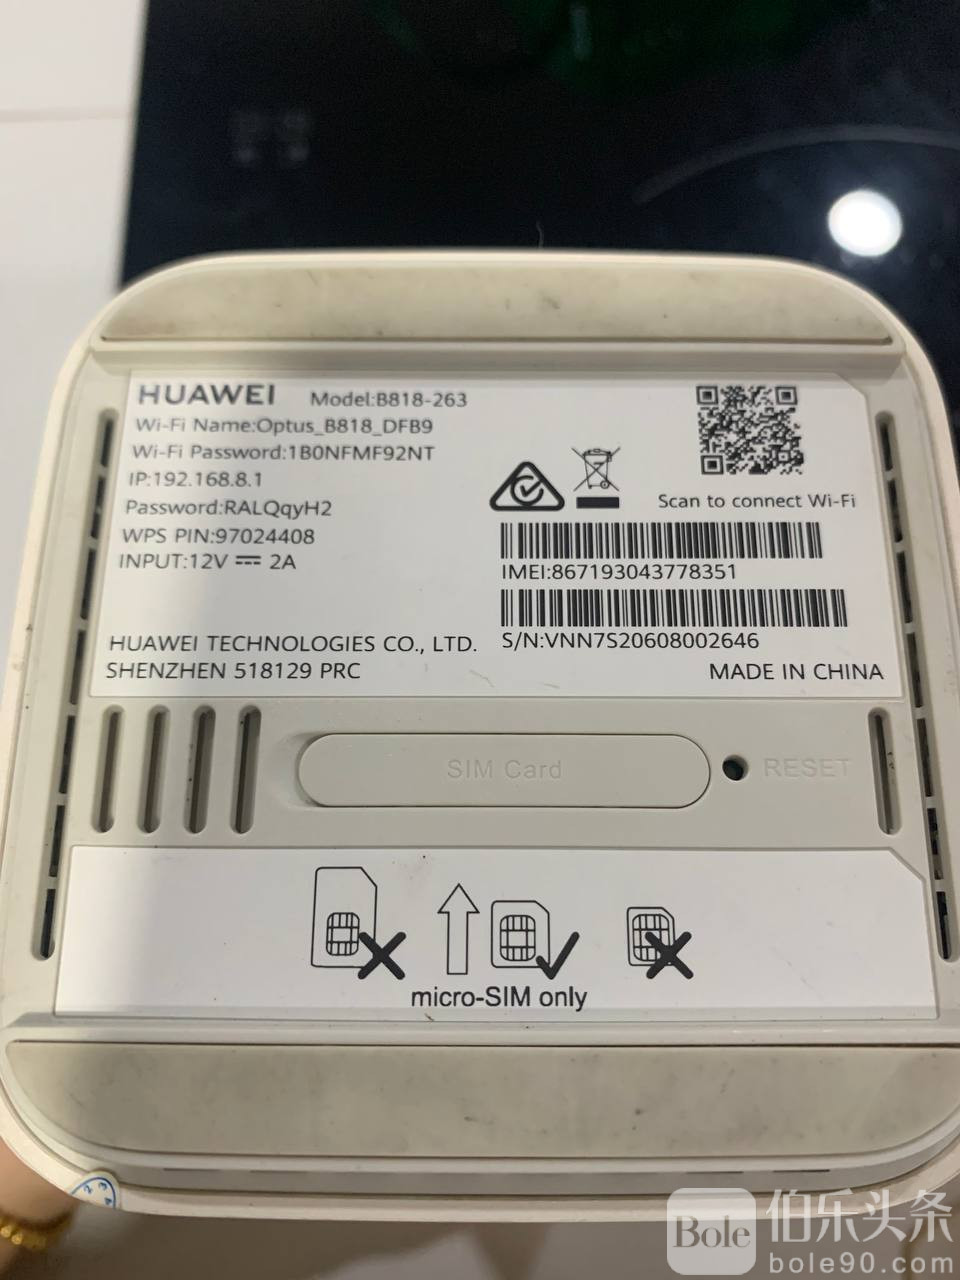 HUAWEI Model:B818-263
Wi-Fi Name:Optus_B818_DFB9
Wi-Fi Password:1B0NFMF92NT
IP:192.168.8.1
Password:RALQqyH2
WPS PIN:97024408
INPUT:12V ⎓ 2A
Scan to connect Wi-Fi
IMEI:867193043778351
S/N:VNN7S20608002646
HUAWEI TECHNOLOGIES CO., LTD.
SHENZHEN 518129 PRC
MADE IN CHINA
SIM Card
RESET
micro-SIM only
Bole 伯乐头条
bole90.com